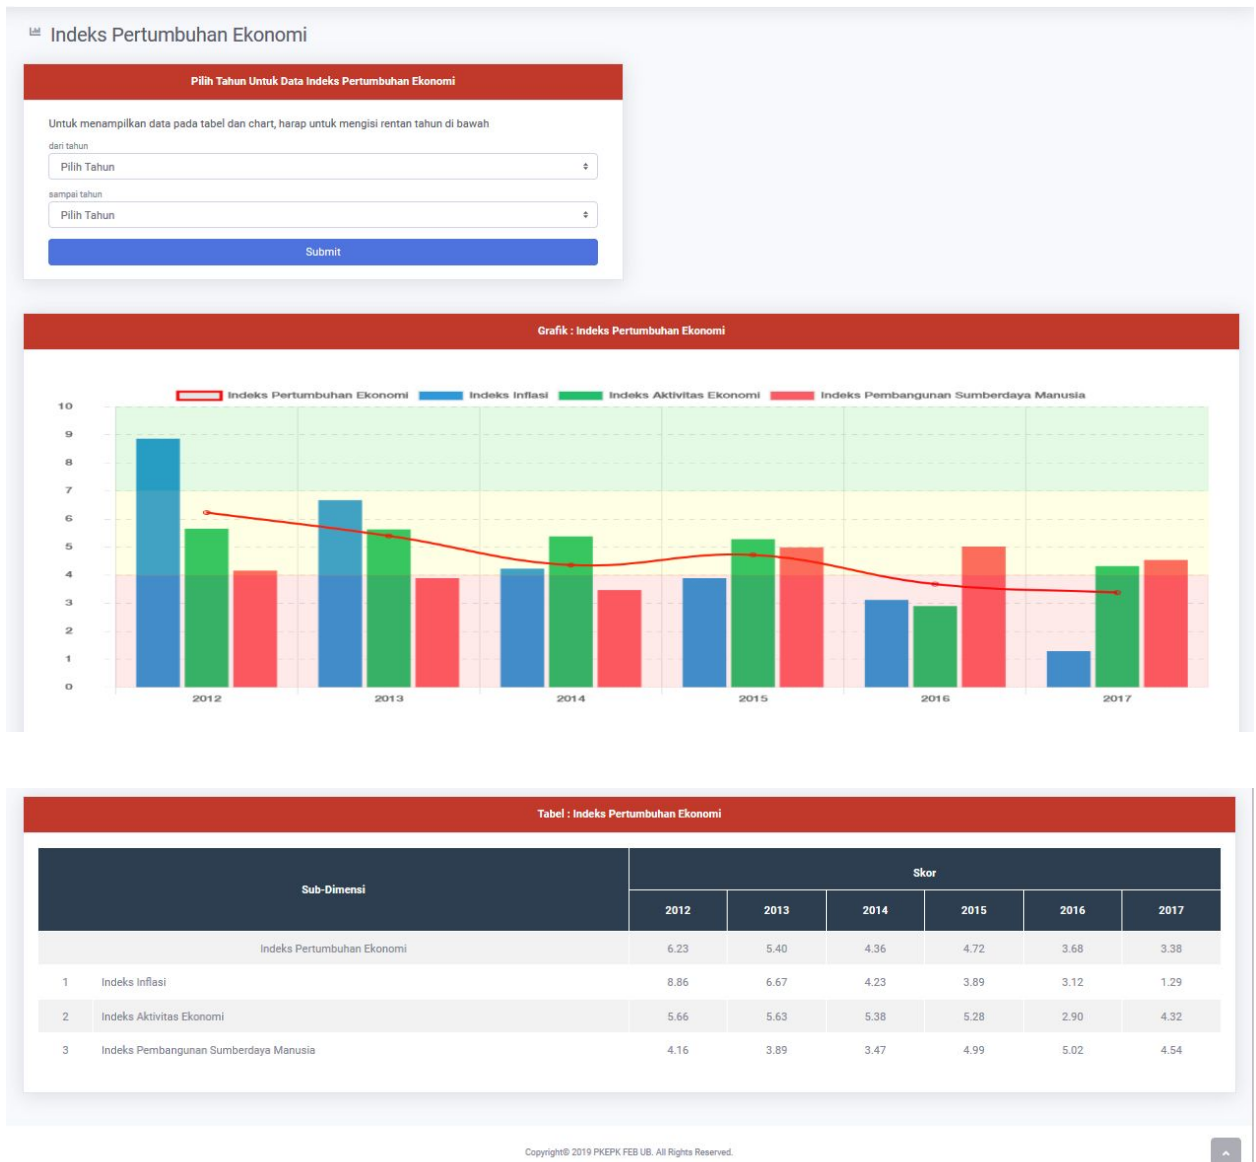 Indeks Pertumbuhan Ekonomi
Pilih Tahun Untuk Data Indeks Pertumbuhan Ekonomi
Untuk menampilkan data pada tabel dan chart, harap untuk mengisi rentan tahun di bawah
dari tahun
Pilih Tahun
sampai tahun
Pilih Tahun
Submit
Grafik : Indeks Pertumbuhan Ekonomi
Indeks Pertumbuhan Ekonomi Indeks Inflasi Indeks Aktivitas Ekonomi Indeks Pembangunan Sumberdaya Manusia
10
9
8
7
6
5
4
3
2
1
0
2012 2013 2014 2015 2016 2017
Tabel : Indeks Pertumbuhan Ekonomi
Sub-Dimensi Skor
2012 2013 2014 2015 2016 2017
Indeks Pertumbuhan Ekonomi 6.23 5.40 4.36 4.72 3.68 3.38
1 Indeks Inflasi 8.86 6.67 4.23 3.89 3.12 1.29
2 Indeks Aktivitas Ekonomi 5.66 5.63 5.38 5.28 2.90 4.32
3 Indeks Pembangunan Sumberdaya Manusia 4.16 3.89 3.47 4.99 5.02 4.54
Copyright© 2019 PKEPK FEB UB. All Rights Reserved.